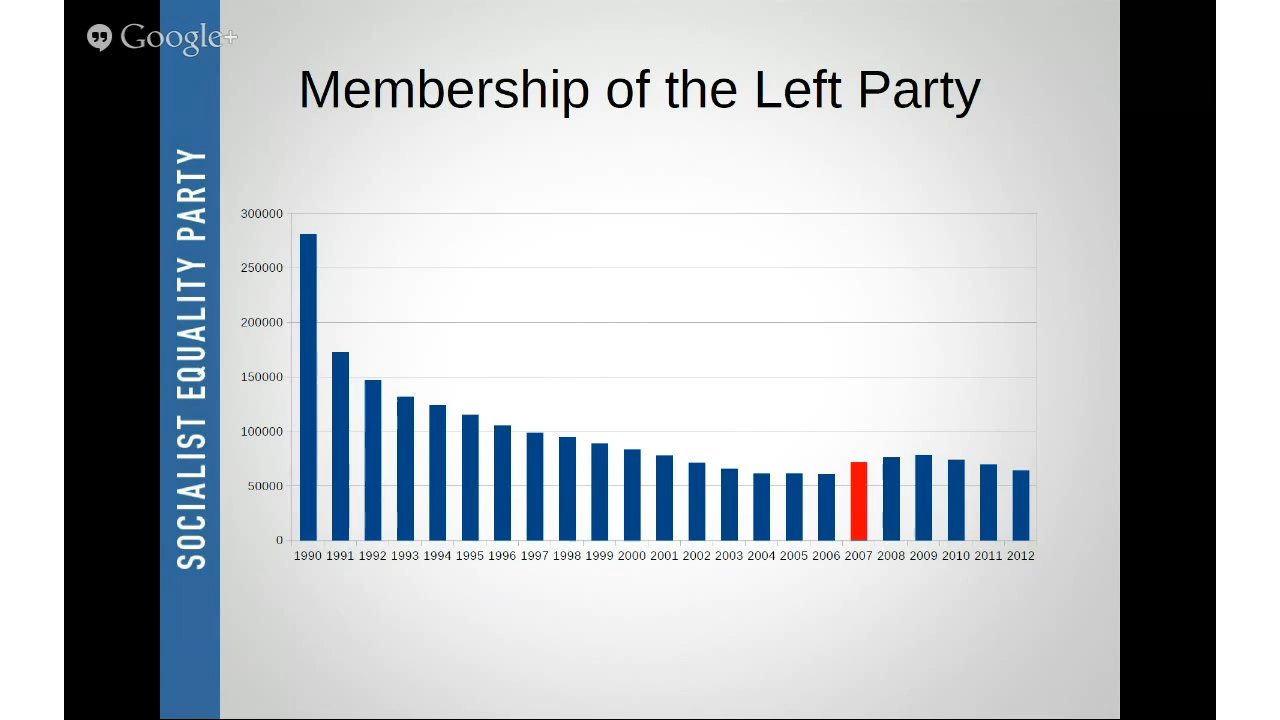 Google+
SOCIALIST EQUALITY PARTY
Membership of the Left Party
300000
250000
200000
150000
100000
50000
0
1990 1991 1992 1993 1994 1995 1996 1997 1998 1999 2000 2001 2002 2003 2004 2005 2006 2007 2008 2009 2010 2011 2012